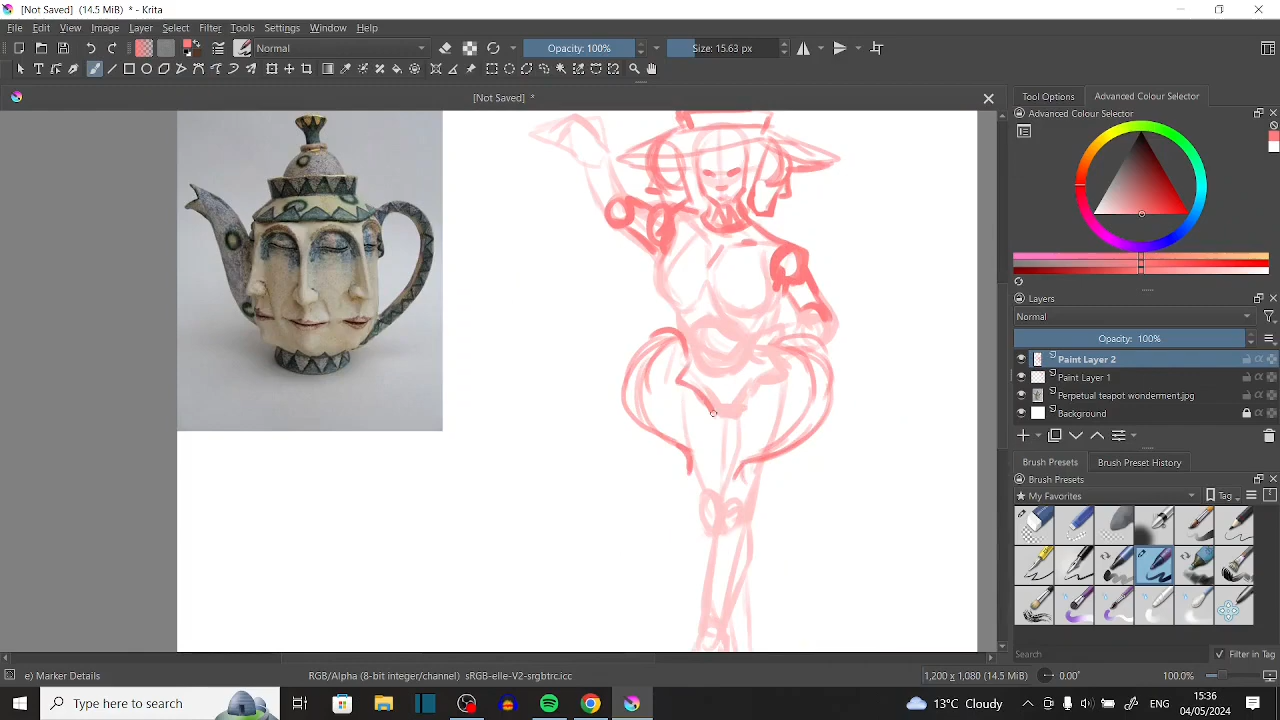 [Not Saved] (14.5 MiB) * - Krita
File Edit View Image Layer Select Filter Tools Settings Window Help
Normal Opacity: 100% Size: 15.63 px
[Not Saved] *
Tool Options Advanced Colour Selector
Advanced Colour Selector
Layers
Normal
Opacity: 100%
Paint Layer 2
Paint Layer 1
Perpetual teapot wonderment.jpg
Background
Brush Presets Brush Preset History
Brush Presets
★ My Favorites Tag
Search Filter in Tag
e) Marker Details RGB/Alpha (8-bit integer/channel) sRGB-elle-V2-srgbtrc.icc 1,200 x 1,080 (14.5 MiB) 0.00° 100.0%
Type here to search 13°C Cloudy 15:36
04/05/2024